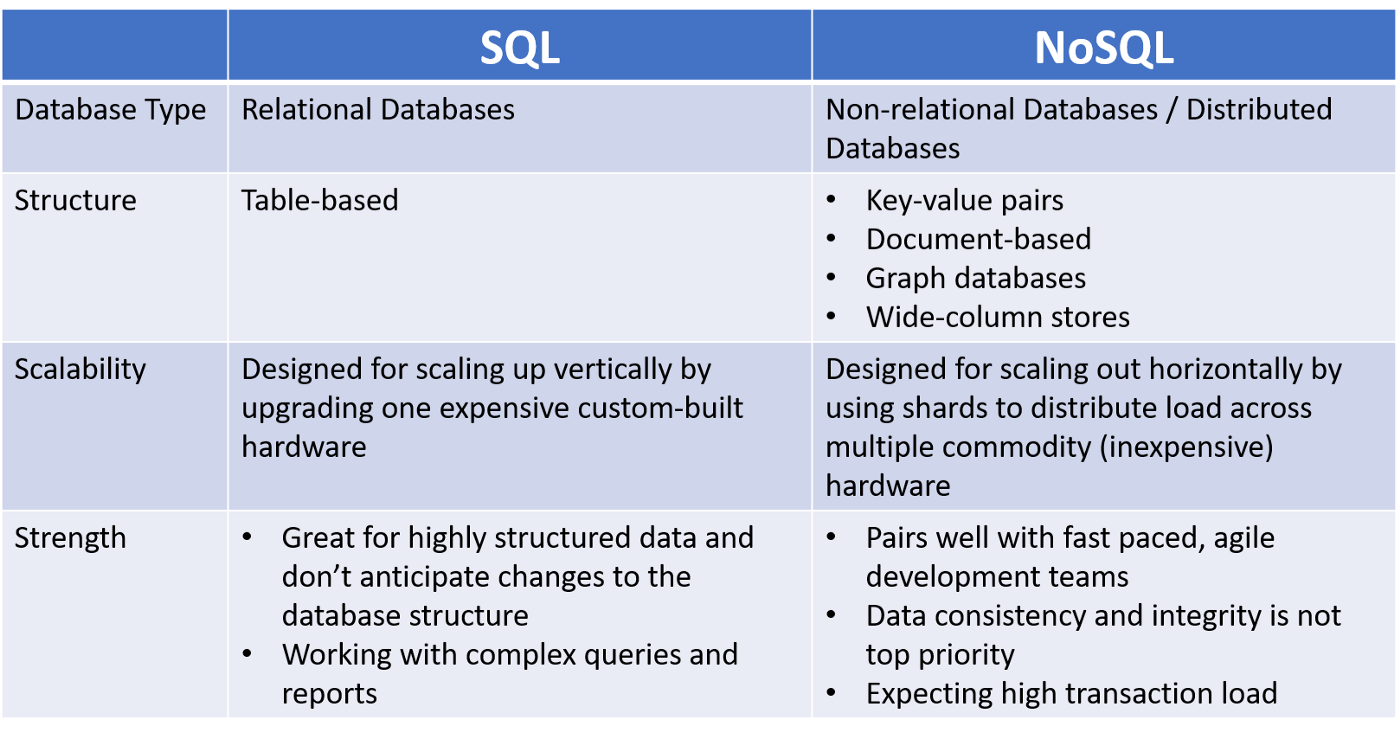 SQL
NoSQL
Database Type
Relational Databases
Non-relational Databases / Distributed
Databases
Structure
Table-based
• Key-value pairs
• Document-based
• Graph databases
• Wide-column stores
Scalability
Designed for scaling up vertically by
upgrading one expensive custom-built
hardware
Designed for scaling out horizontally by
using shards to distribute load across
multiple commodity (inexpensive)
hardware
Strength
• Great for highly structured data and
don’t anticipate changes to the
database structure
• Working with complex queries and
reports
• Pairs well with fast paced, agile
development teams
• Data consistency and integrity is not
top priority
• Expecting high transaction load